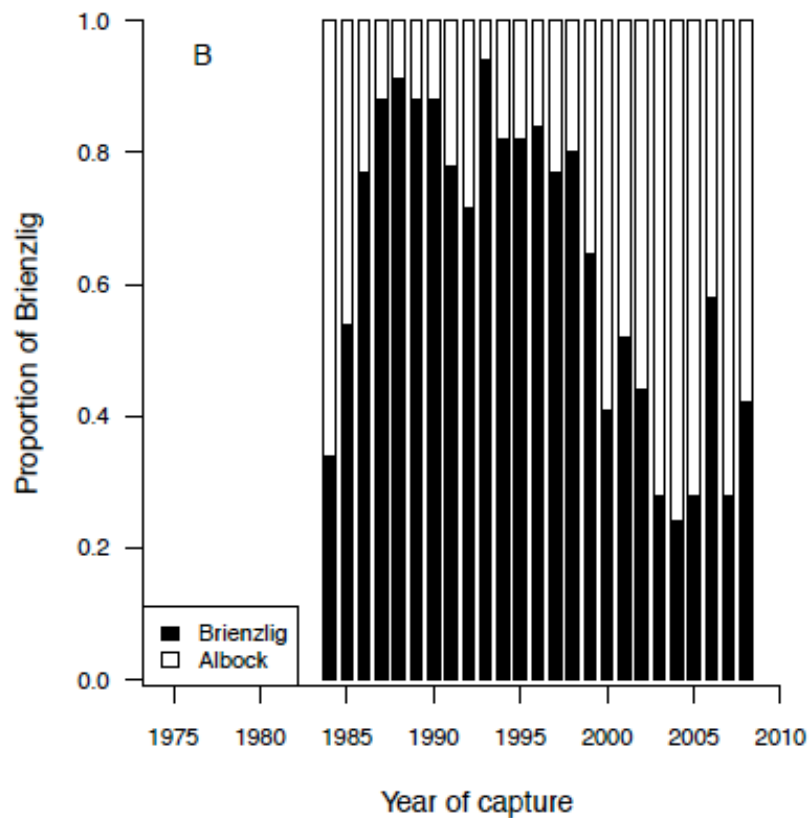 B
Proportion of Brienzlig
1.0
0.8
0.6
0.4
0.2
0.0
Brienzlig
Albock
1975 1980 1985 1990 1995 2000 2005 2010
Year of capture